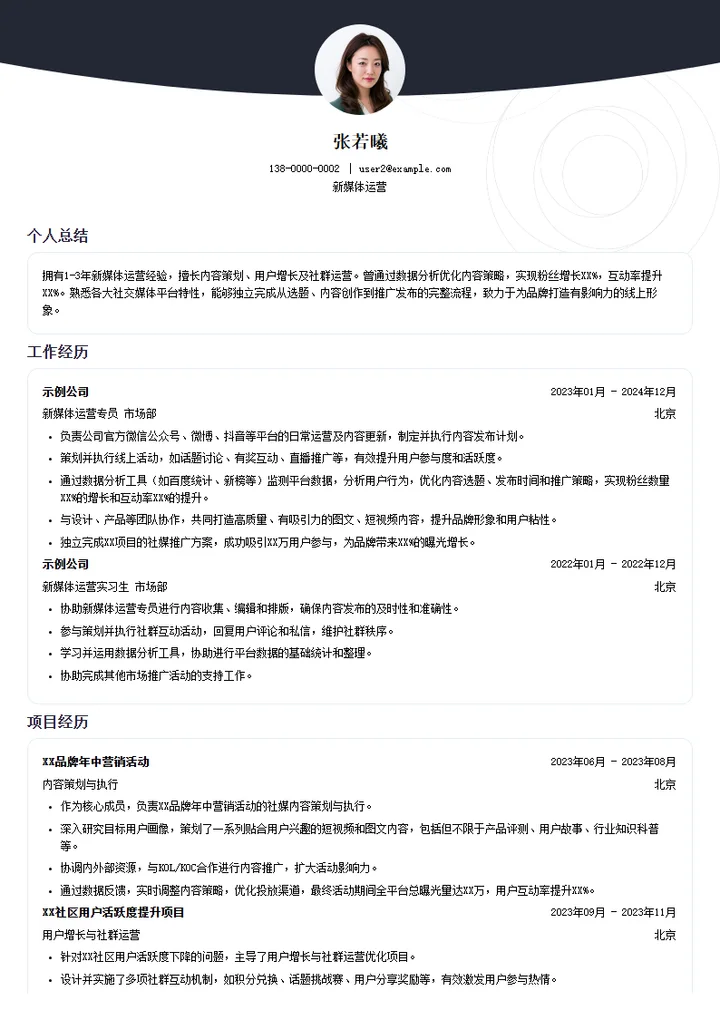 张若曦
138-0000-0002 | user2@example.com
新媒体运营
个人总结
拥有1-3年新媒体运营经验，擅长内容策划、用户增长及社群运营。曾通过数据分析优化内容策略，实现粉丝增长XX%，互动率提升
XX%。熟悉各大社交媒体平台特性，能够独立完成从选题、内容创作到推广发布的完整流程，致力于为品牌打造有影响力的线上形
象。
工作经历
示例公司 2023年01月 - 2024年12月
新媒体运营专员 市场部 北京
• 负责公司官方微信公众号、微博、抖音等平台的日常运营及内容更新，制定并执行内容发布计划。
• 策划并执行线上活动，如话题讨论、有奖互动、直播推广等，有效提升用户参与度和活跃度。
• 通过数据分析工具（如百度统计、新榜等）监测平台数据，分析用户行为，优化内容选题、发布时间和推广策略，实现粉丝数量
XX%的增长和互动率XX%的提升。
• 与设计、产品等团队协作，共同打造高质量、有吸引力的图文、短视频内容，提升品牌形象和用户粘性。
• 独立完成XX项目的社媒推广方案，成功吸引XX万用户参与，为品牌带来XX%的曝光增长。
示例公司 2022年01月 - 2022年12月
新媒体运营实习生 市场部 北京
• 协助新媒体运营专员进行内容收集、编辑和排版，确保内容发布的及时性和准确性。
• 参与策划并执行社群互动活动，回复用户评论和私信，维护社群秩序。
• 学习并运用数据分析工具，协助进行平台数据的基础统计和整理。
• 协助完成其他市场推广活动的支持工作。
项目经历
XX品牌年中营销活动 2023年06月 - 2023年08月
内容策划与执行 北京
• 作为核心成员，负责XX品牌年中营销活动的社媒内容策划与执行。
• 深入研究目标用户画像，策划了一系列贴合用户兴趣的短视频和图文内容，包括但不限于产品评测、用户故事、行业知识科普
等。
• 协调内外部资源，与KOL/KOC合作进行内容推广，扩大活动影响力。
• 通过数据反馈，实时调整内容策略，优化投放渠道，最终活动期间全平台总曝光量达XX万，用户互动率提升XX%。
XX社区用户活跃度提升项目 2023年09月 - 2023年11月
用户增长与社群运营 北京
• 针对XX社区用户活跃度下降的问题，主导了用户增长与社群运营优化项目。
• 设计并实施了多项社群互动机制，如积分兑换、话题挑战赛、用户分享奖励等，有效激发用户参与热情。